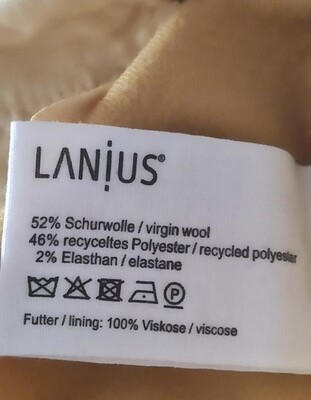 LANiUS®
52% Schurwolle / virgin wool
46% recyceltes Polyester / recycled polyester
2% Elasthan / elastane
P
Futter / lining: 100% Viskose / viscose